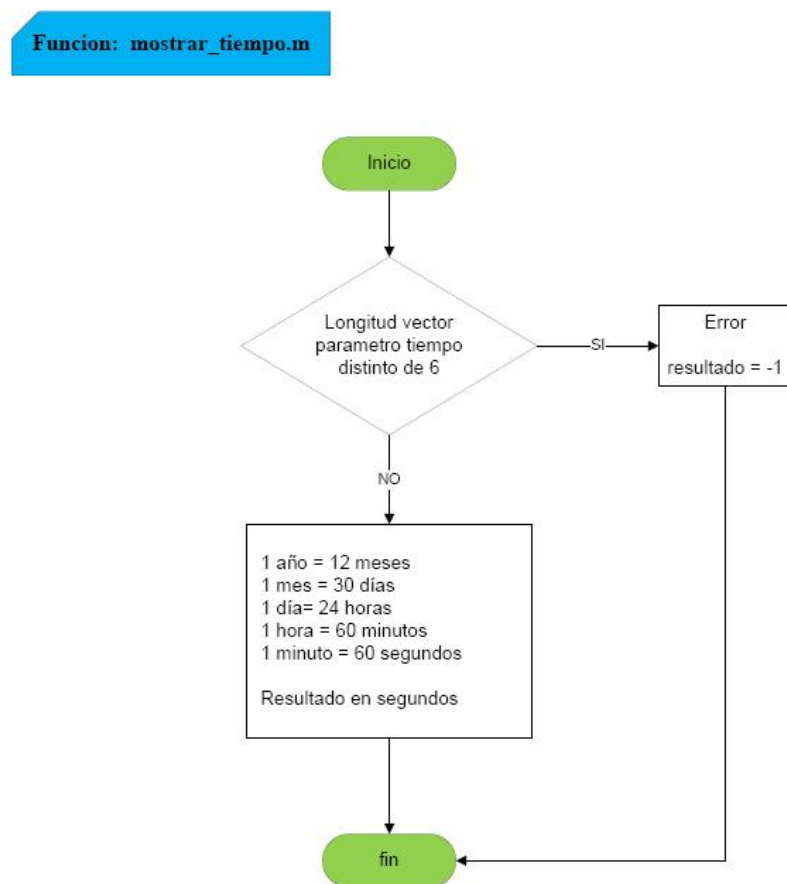 Funcion: mostrar_tiempo.m
Inicio
Longitud vector
parametro tiempo
distinto de 6
SI
Error
resultado = -1
NO
1 año = 12 meses
1 mes = 30 días
1 día= 24 horas
1 hora = 60 minutos
1 minuto = 60 segundos
Resultado en segundos
fin